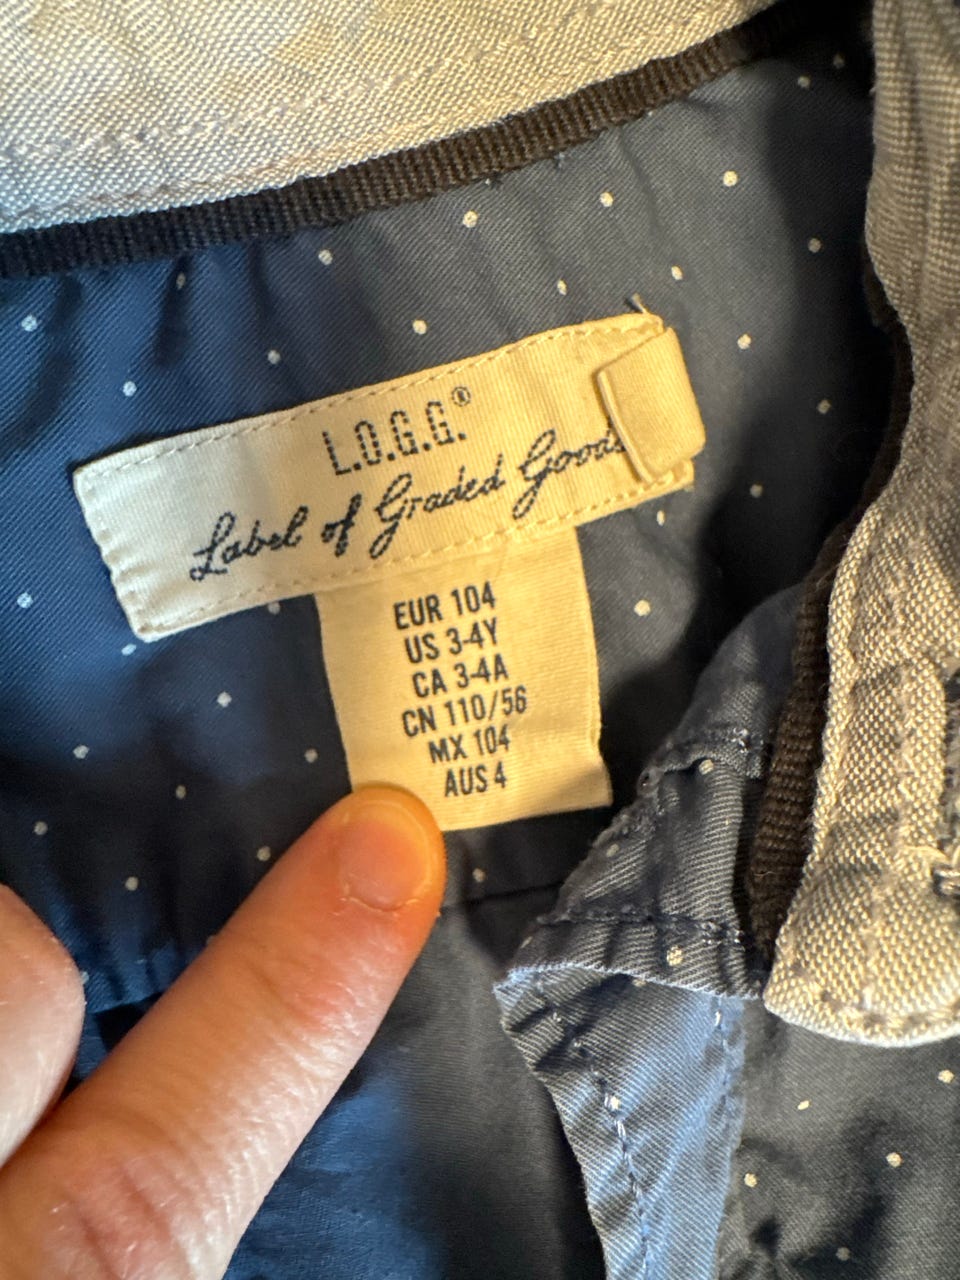 L.O.G.G.®
Label of Graded Goods
EUR 104
US 3-4Y
CA 3-4A
CN 110/56
MX 104
AUS 4